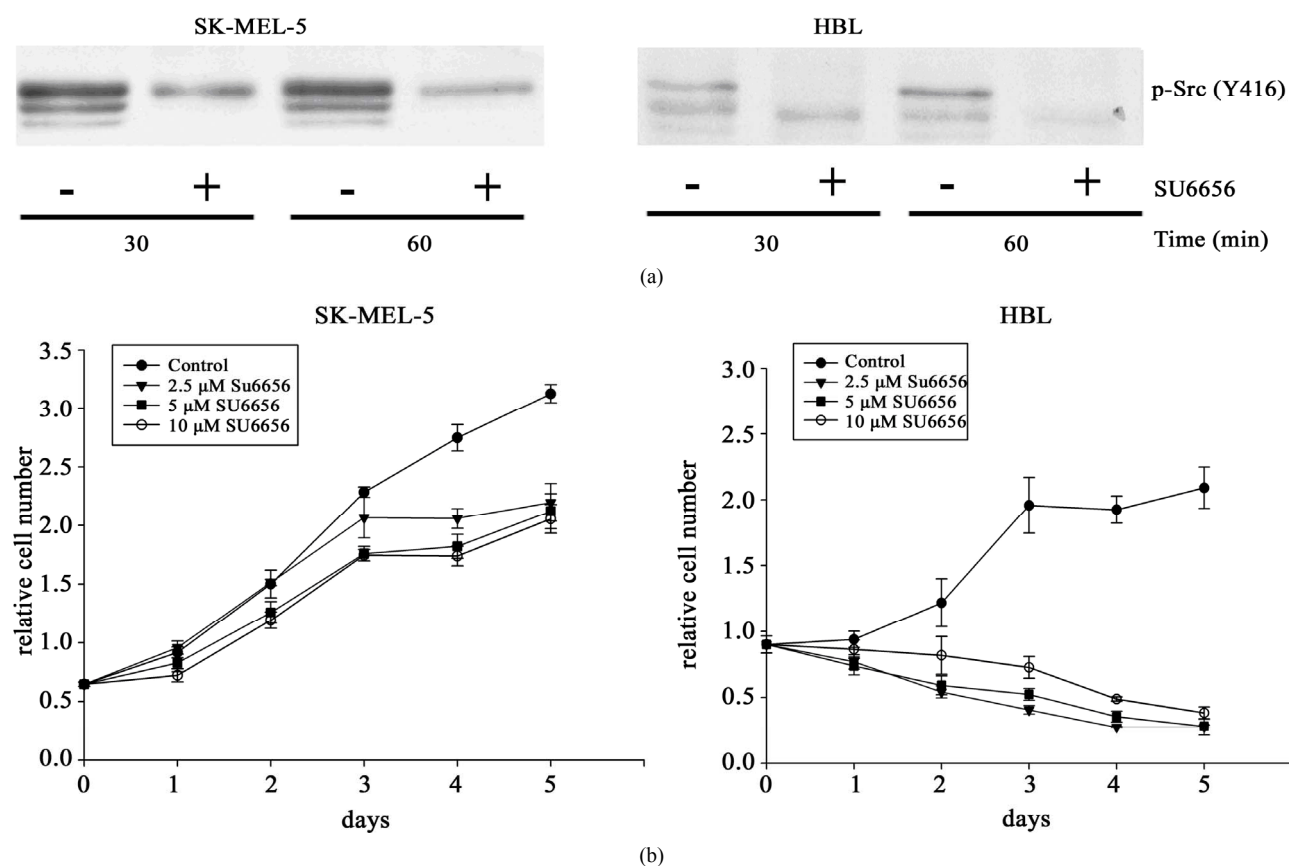 SK-MEL-5
HBL
p-Src (Y416)
- + - +
- + - +
SU6656
30 60
30 60
Time (min)
(a)
SK-MEL-5
3.5
3.0
2.5
2.0
1.5
1.0
0.5
0.0
relative cell number
Control
2.5 μM Su6656
5 μM SU6656
10 μM SU6656
0 1 2 3 4 5
days
HBL
3.0
2.5
2.0
1.5
1.0
0.5
0.0
relative cell number
Control
2.5 μM Su6656
5 μM SU6656
10 μM SU6656
0 1 2 3 4 5
days
(b)